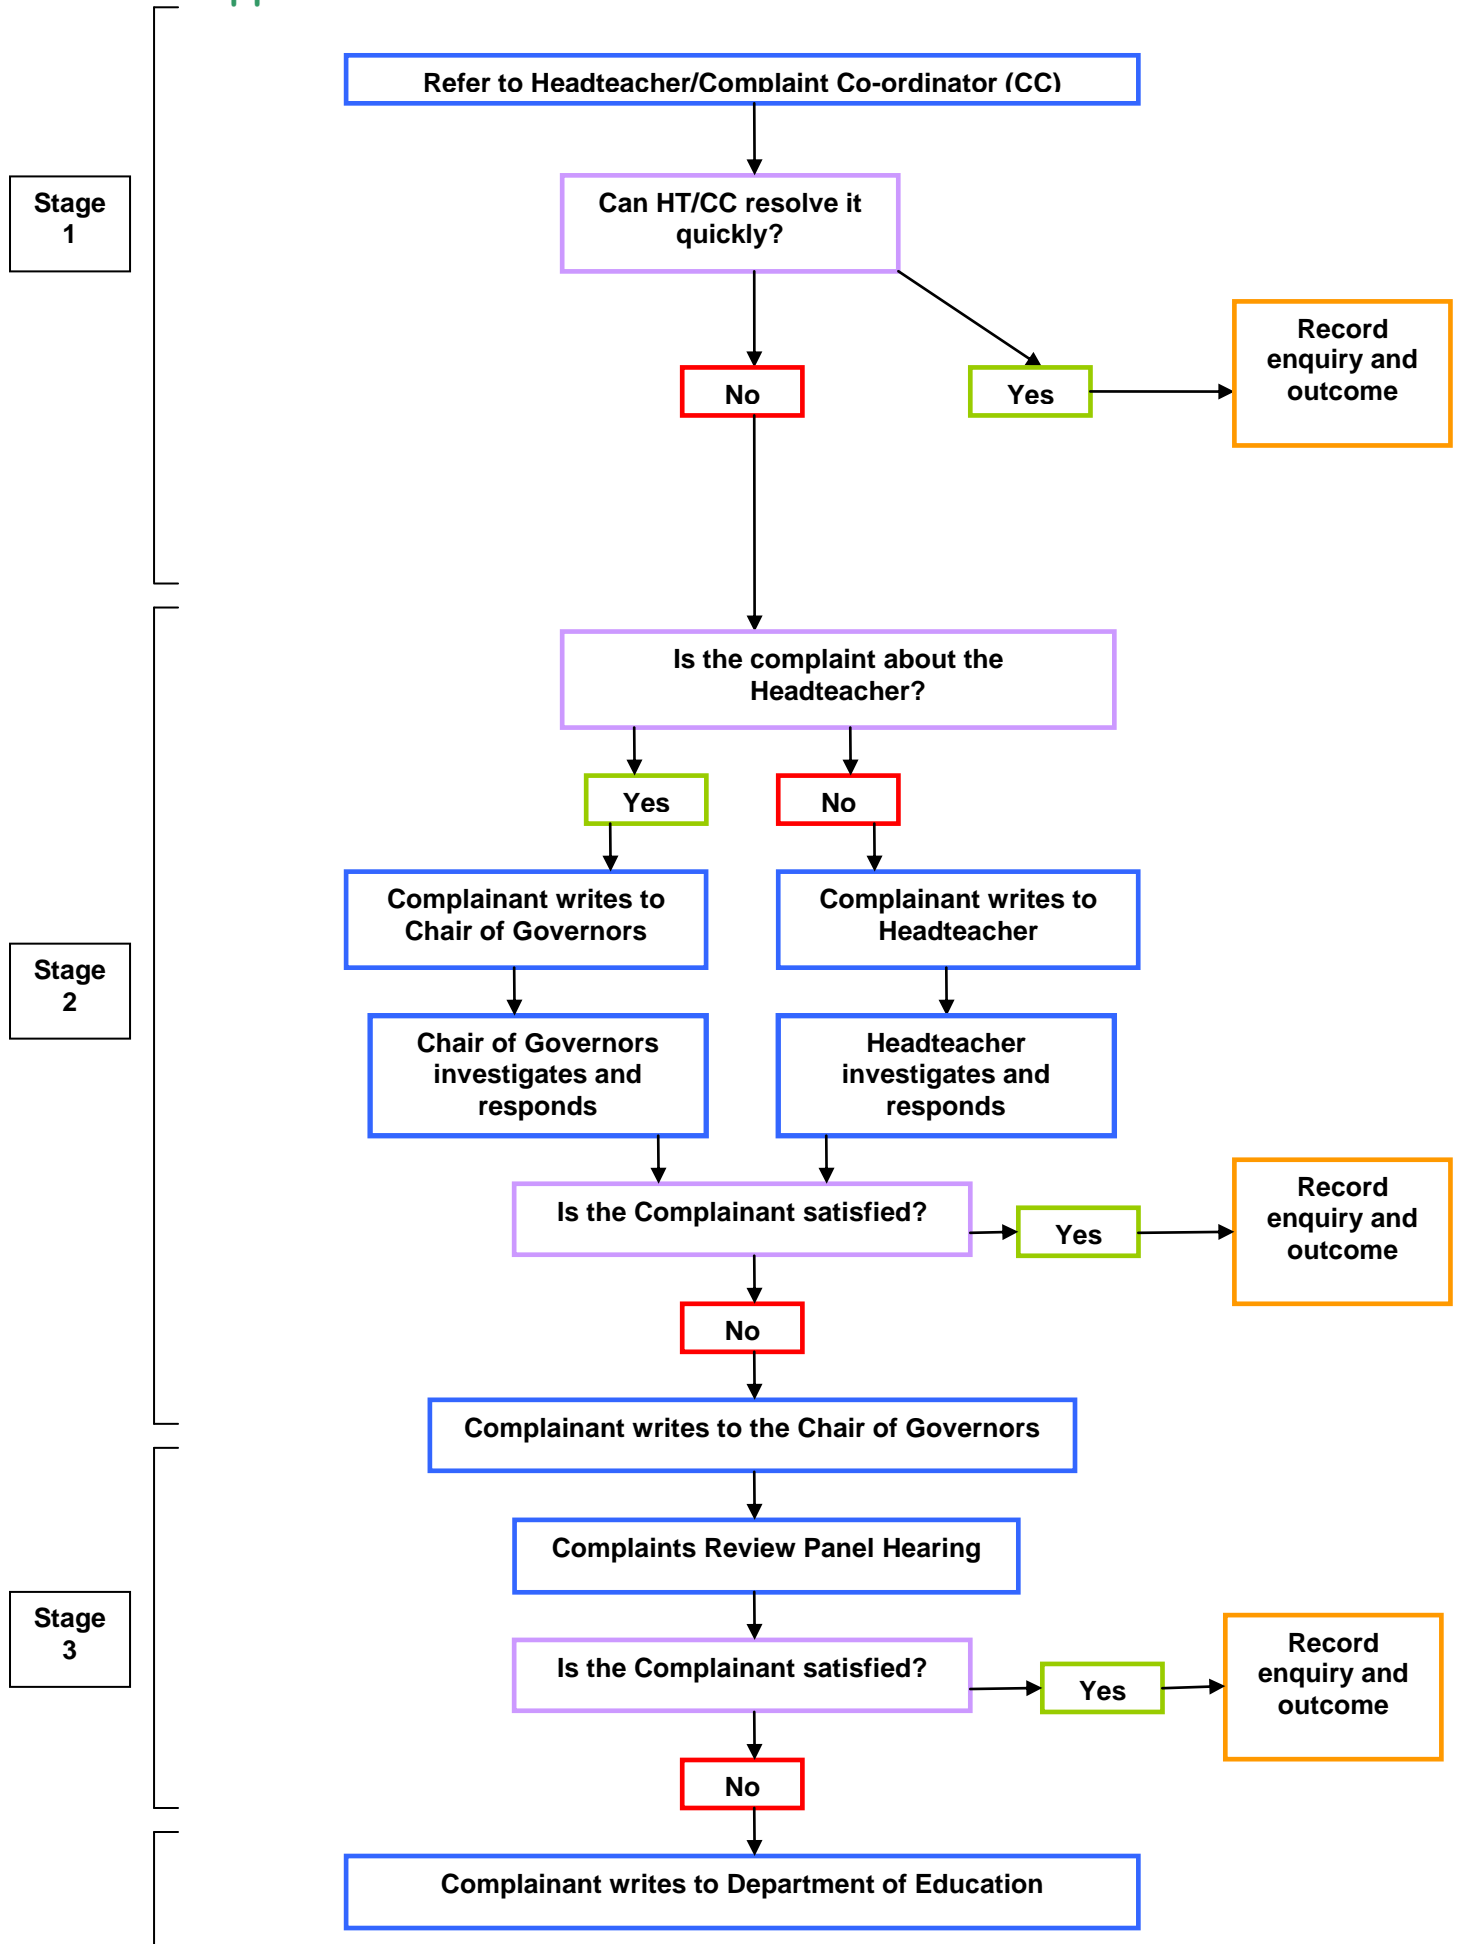 Refer to Headteacher/Complaint Co-ordinator (CC)
Stage
1
Can HT/CC resolve it
quickly?
No
Yes
Record
enquiry and
outcome
Is the complaint about the
Headteacher?
Yes
No
Stage
2
Complainant writes to
Chair of Governors
Complainant writes to
Headteacher
Chair of Governors
investigates and
responds
Headteacher
investigates and
responds
Is the Complainant satisfied?
Yes
Record
enquiry and
outcome
No
Complainant writes to the Chair of Governors
Complaints Review Panel Hearing
Stage
3
Is the Complainant satisfied?
Yes
Record
enquiry and
outcome
No
Complainant writes to Department of Education